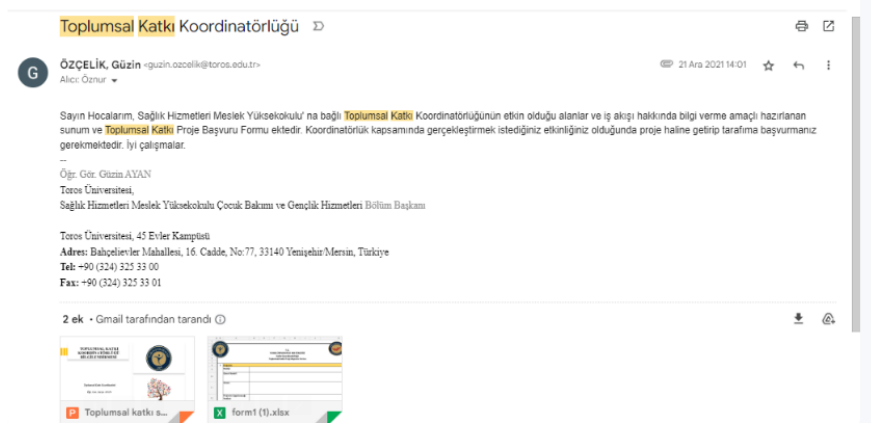 Toplumsal Katkı Koordinatörlüğü
G
ÖZÇELİK, Güzin <guzin.ozcelik@toros.edu.tr>
21 Ara 2021 14:01
Alıcı: Öznur
Sayın Hocalarım, Sağlık Hizmetleri Meslek Yüksekokulu' na bağlı Toplumsal Katkı Koordinatörlüğünün etkin olduğu alanlar ve iş akışı hakkında bilgi verme amaçlı hazırlanan
sunum ve Toplumsal Katkı Proje Başvuru Formu ektedir. Koordinatörlük kapsamında gerçekleştirmek istediğiniz etkinliğiniz olduğunda proje haline getirip tarafıma başvurmanız
gerekmektedir. İyi çalışmalar.
--
Öğr. Gör. Güzin AYAN
Toros Üniversitesi,
Sağlık Hizmetleri Meslek Yüksekokulu Çocuk Bakımı ve Gençlik Hizmetleri Bölüm Başkanı
Toros Üniversitesi, 45 Evler Kampüsü
Adres: Bahçelievler Mahallesi, 16. Cadde, No:77, 33140 Yenişehir/Mersin, Türkiye
Tel: +90 (324) 325 33 00
Fax: +90 (324) 325 33 01
2 ek • Gmail tarafından tarandı
TOPLUMSAL KATKI
P Toplumsal katkı s...
X form1 (1).xlsx